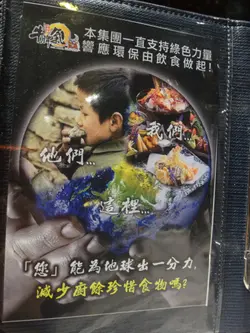 本集團一直支持綠色力量
響應環保由飲食做起!
我們...
他們...
這裡...
「您」能為地球出一分力,
減少廚餘珍惜食物嗎?